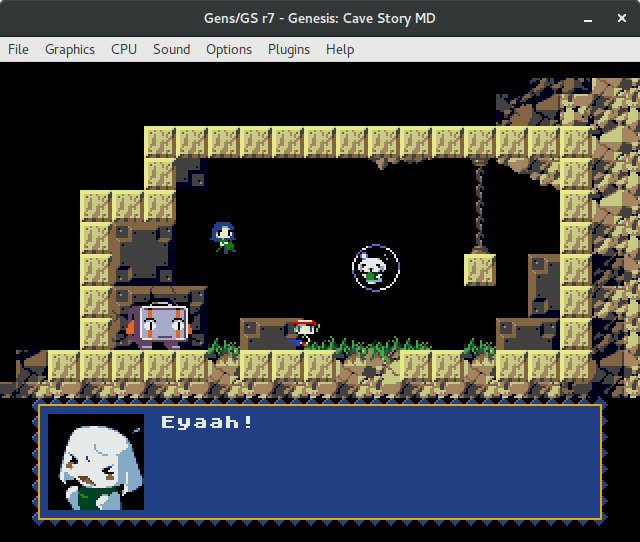 Gens/GS r7 - Genesis: Cave Story MD
File Graphics CPU Sound Options Plugins Help
Eyaah!